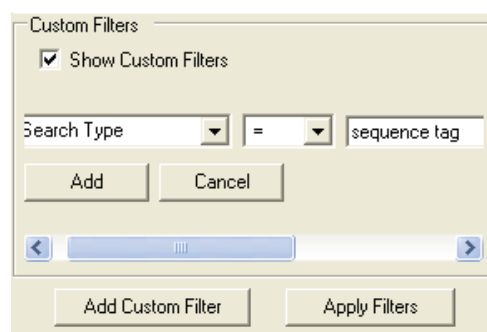 Custom Filters
Show Custom Filters
Search Type = sequence tag
Add Cancel
Add Custom Filter Apply Filters